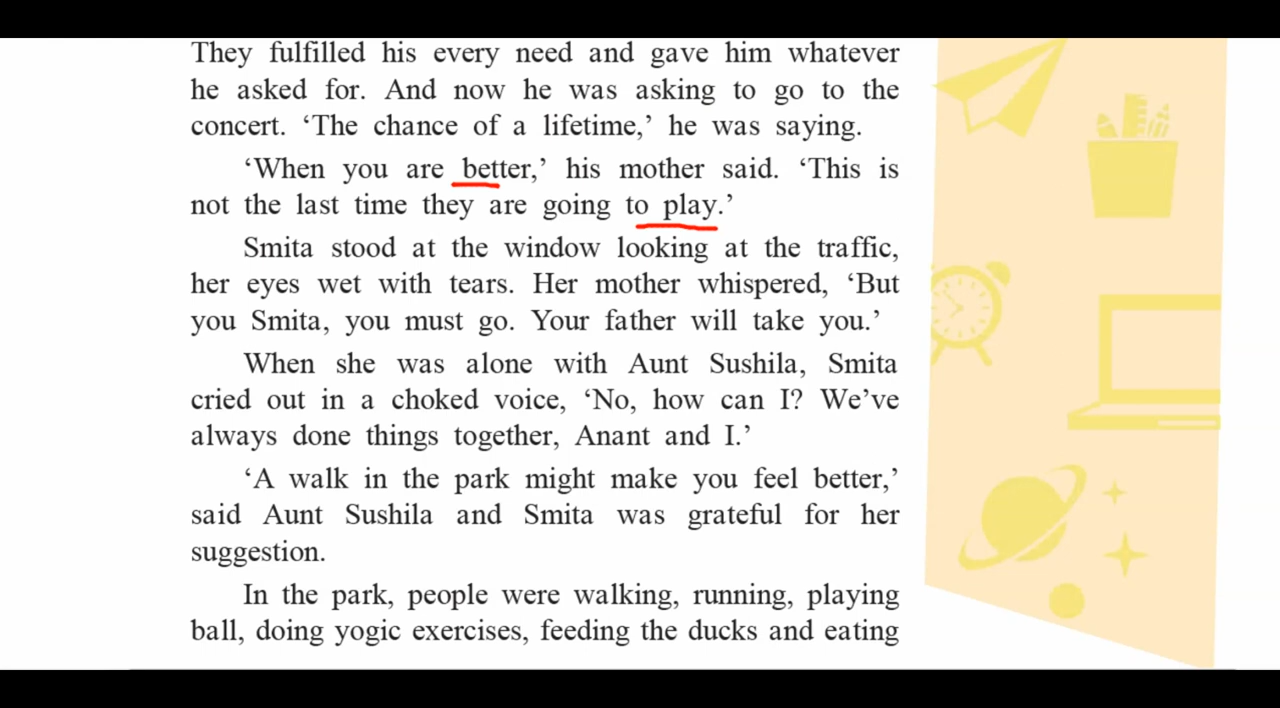 They fulfilled his every need and gave him whatever
he asked for. And now he was asking to go to the
concert. ‘The chance of a lifetime,’ he was saying.
‘When you are better,’ his mother said. ‘This is
not the last time they are going to play.’
Smita stood at the window looking at the traffic,
her eyes wet with tears. Her mother whispered, ‘But
you Smita, you must go. Your father will take you.’
When she was alone with Aunt Sushila, Smita
cried out in a choked voice, ‘No, how can I? We’ve
always done things together, Anant and I.’
‘A walk in the park might make you feel better,’
said Aunt Sushila and Smita was grateful for her
suggestion.
In the park, people were walking, running, playing
ball, doing yogic exercises, feeding the ducks and eating